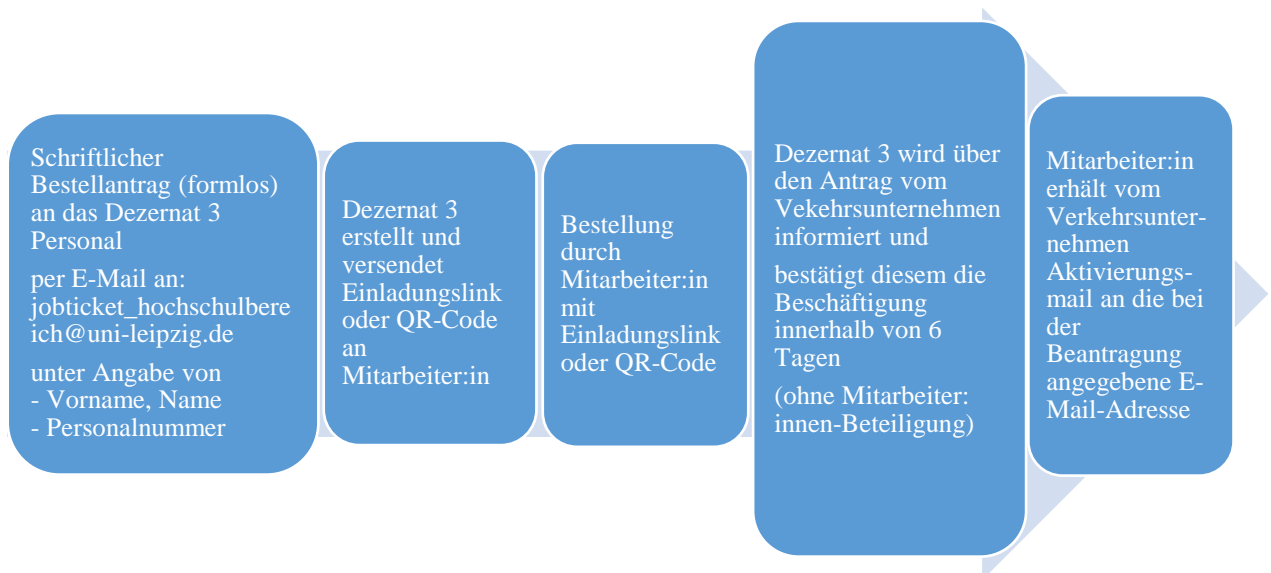 Schriftlicher
Bestellantrag (formlos)
an das Dezernat 3
Personal
per E-Mail an:
jobticket_hochschulbere
ich@uni-leipzig.de
unter Angabe von
- Vorname, Name
- Personalnummer
Dezernat 3
erstellt und
versendet
Einladungslink
oder QR-Code
an
Mitarbeiter:in
Bestellung
durch
Mitarbeiter:in
mit
Einladungslink
oder QR-Code
Dezernat 3 wird über
den Antrag vom
Vekehrsunternehmen
informiert und
bestätigt diesem die
Beschäftigung
innerhalb von 6
Tagen
(ohne Mitarbeiter:
innen-Beteiligung)
Mitarbeiter:in
erhält vom
Verkehrsunter-
nehmen
Aktivierungs-
mail an die bei
der
Beantragung
angegebene E-
Mail-Adresse